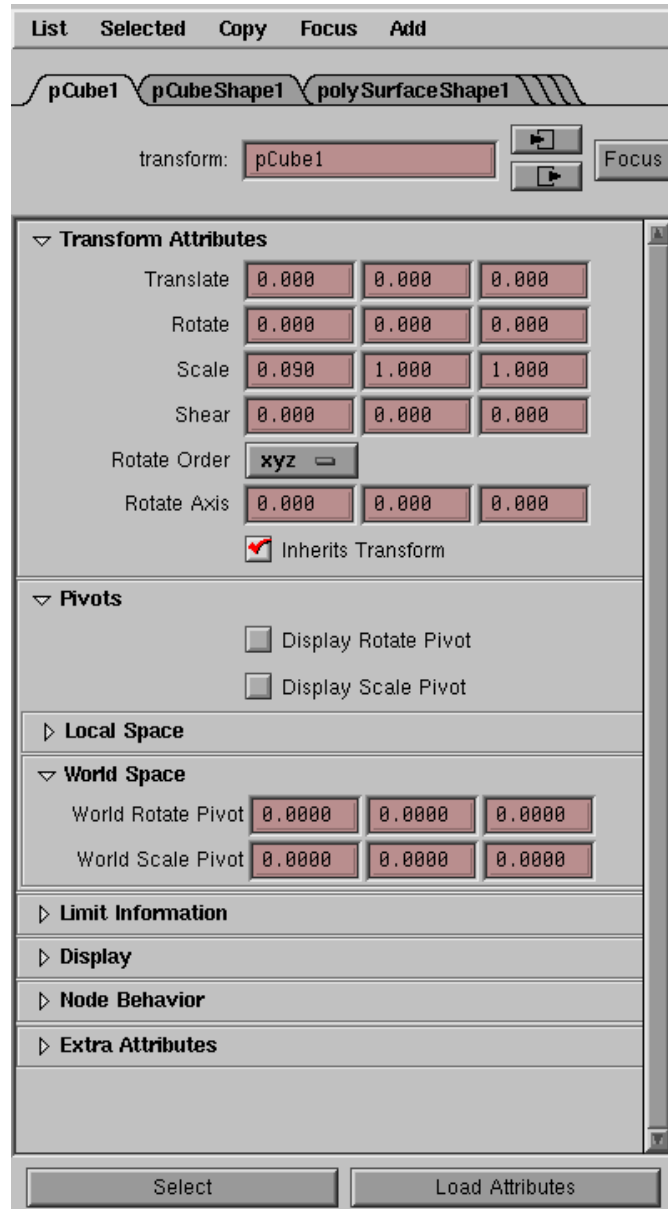 List Selected Copy Focus Add
pCube1 pCubeShape1 polySurfaceShape1
transform: pCube1 Focus
Transform Attributes
Translate 0.000 0.000 0.000
Rotate 0.000 0.000 0.000
Scale 0.090 1.000 1.000
Shear 0.000 0.000 0.000
Rotate Order xyz
Rotate Axis 0.000 0.000 0.000
Inherits Transform
Pivots
Display Rotate Pivot
Display Scale Pivot
Local Space
World Space
World Rotate Pivot 0.0000 0.0000 0.0000
World Scale Pivot 0.0000 0.0000 0.0000
Limit Information
Display
Node Behavior
Extra Attributes
Select Load Attributes